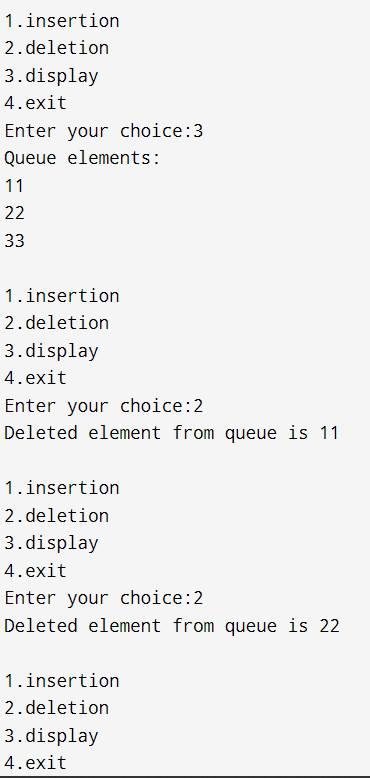 1.insertion
2.deletion
3.display
4.exit
Enter your choice:3
Queue elements:
11
22
33
1.insertion
2.deletion
3.display
4.exit
Enter your choice:2
Deleted element from queue is 11
1.insertion
2.deletion
3.display
4.exit
Enter your choice:2
Deleted element from queue is 22
1.insertion
2.deletion
3.display
4.exit